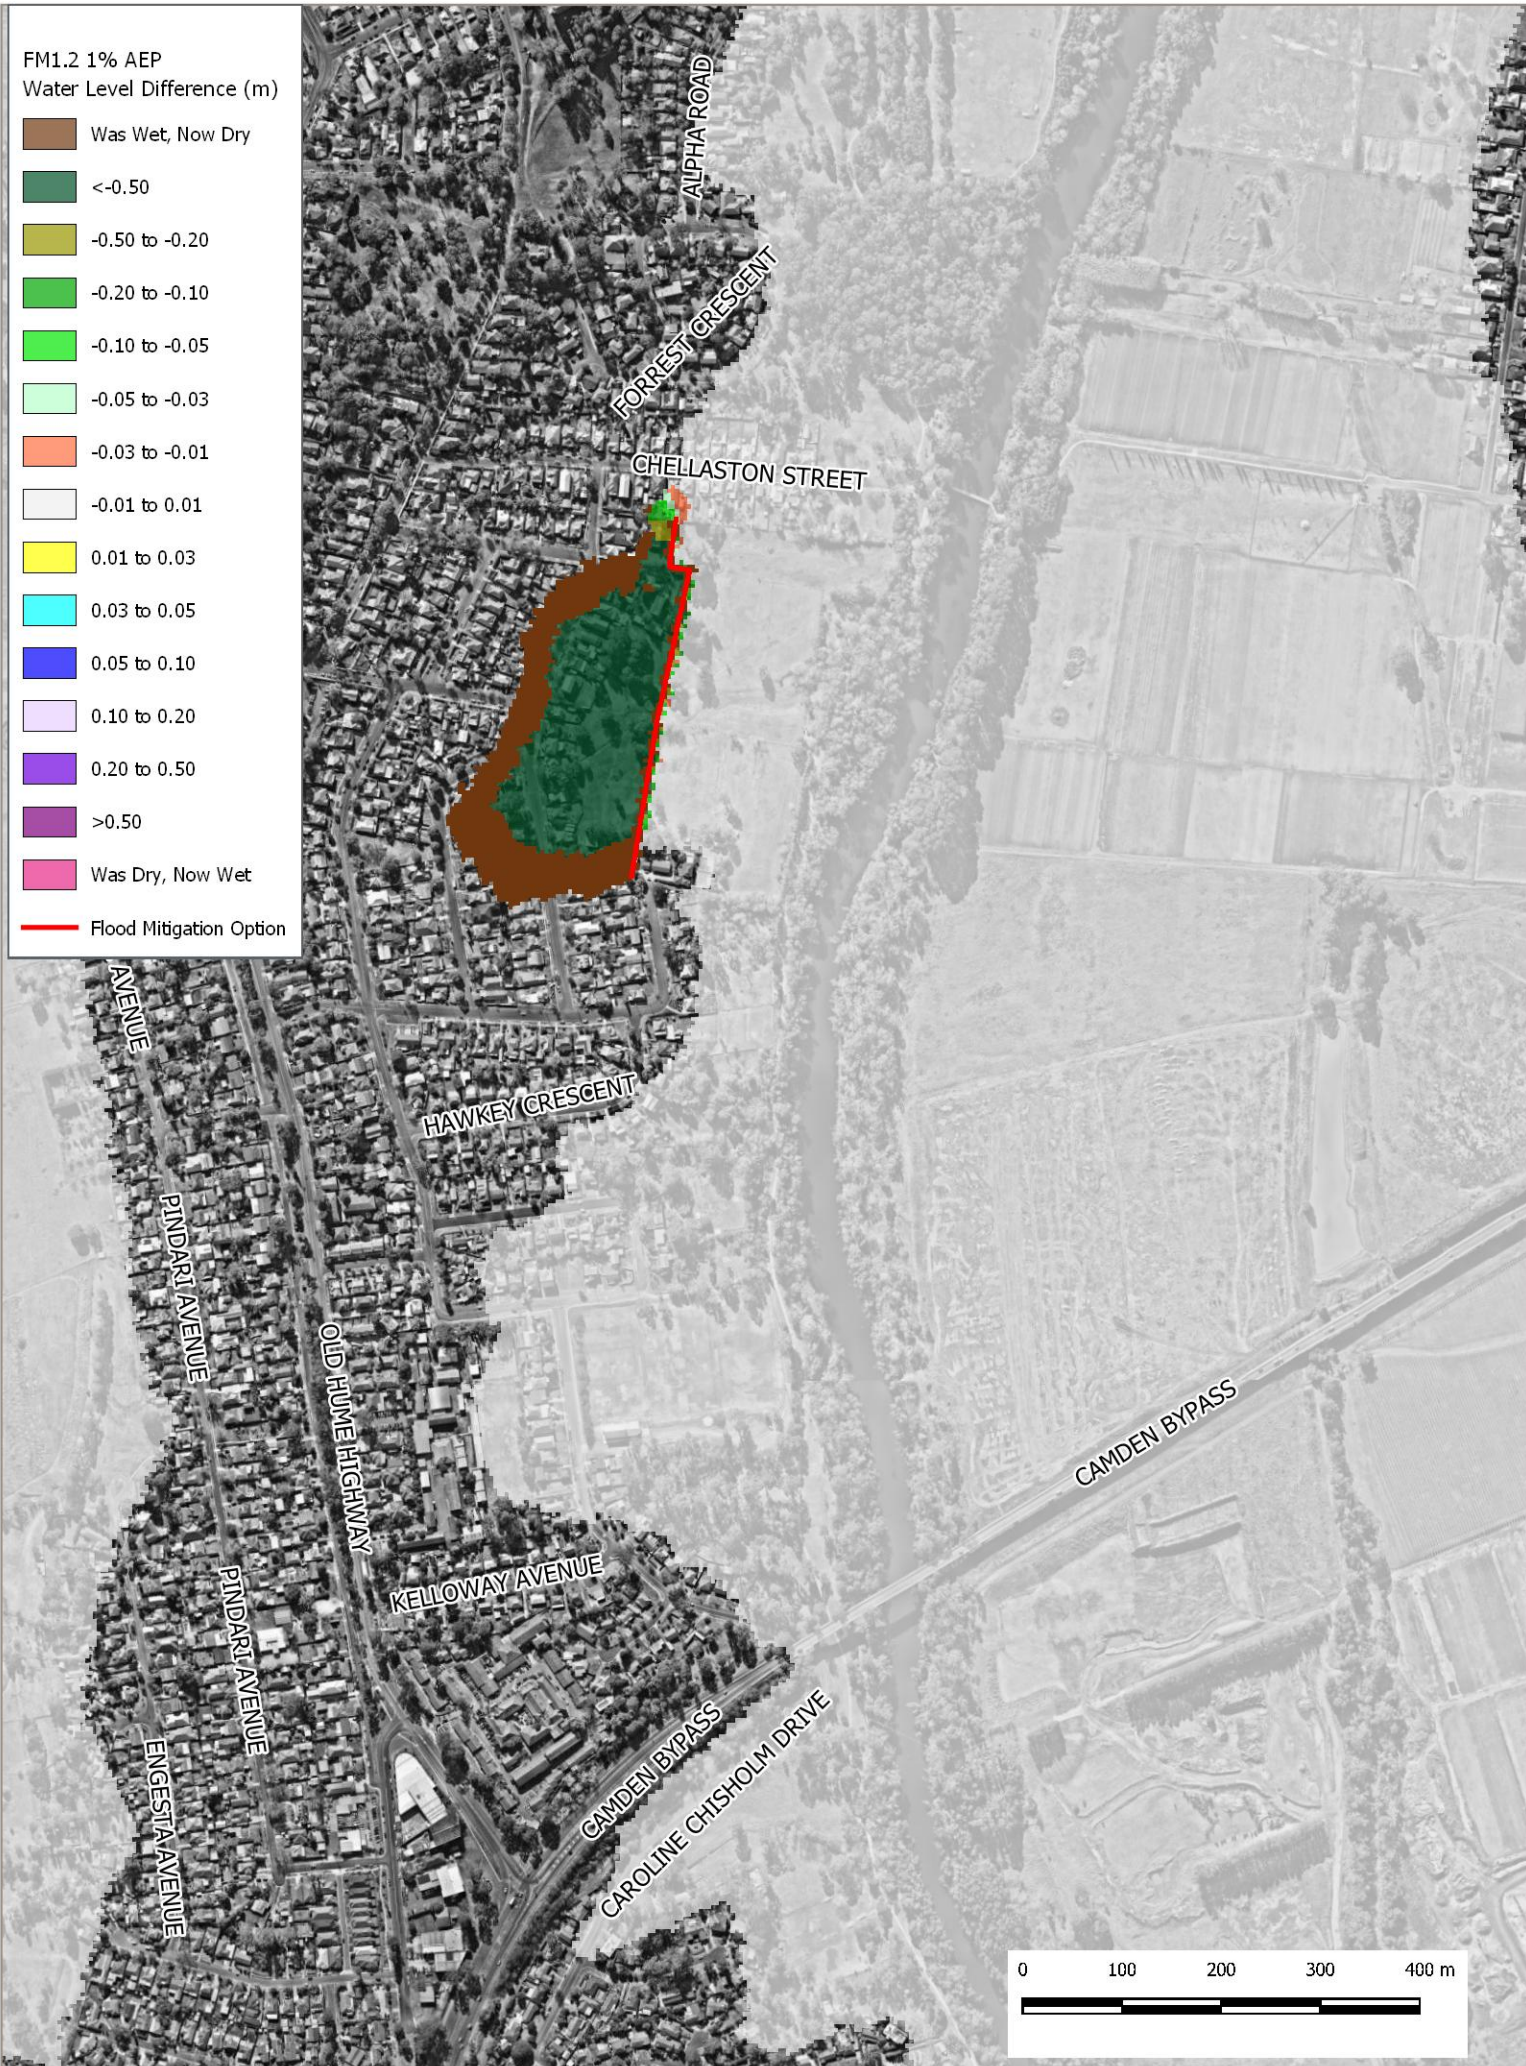 FM1.2 1% AEP
Water Level Difference (m)
Was Wet, Now Dry
<-0.50
-0.50 to -0.20
-0.20 to -0.10
-0.10 to -0.05
-0.05 to -0.03
-0.03 to -0.01
-0.01 to 0.01
0.01 to 0.03
0.03 to 0.05
0.05 to 0.10
0.10 to 0.20
0.20 to 0.50
>0.50
Was Dry, Now Wet
Flood Mitigation Option
ALPHA ROAD
FORREST CRESCENT
CHELLASTON STREET
AVENUE
HAWKEY CRESCENT
PINDARI AVENUE
OLD HUME HIGHWAY
CAMDEN BYPASS
KELLOWAY AVENUE
PINDARI AVENUE
CAMDEN BYPASS
CAROLINE CHISHOLM DRIVE
ENGESTA AVENUE
0 100 200 300 400 m